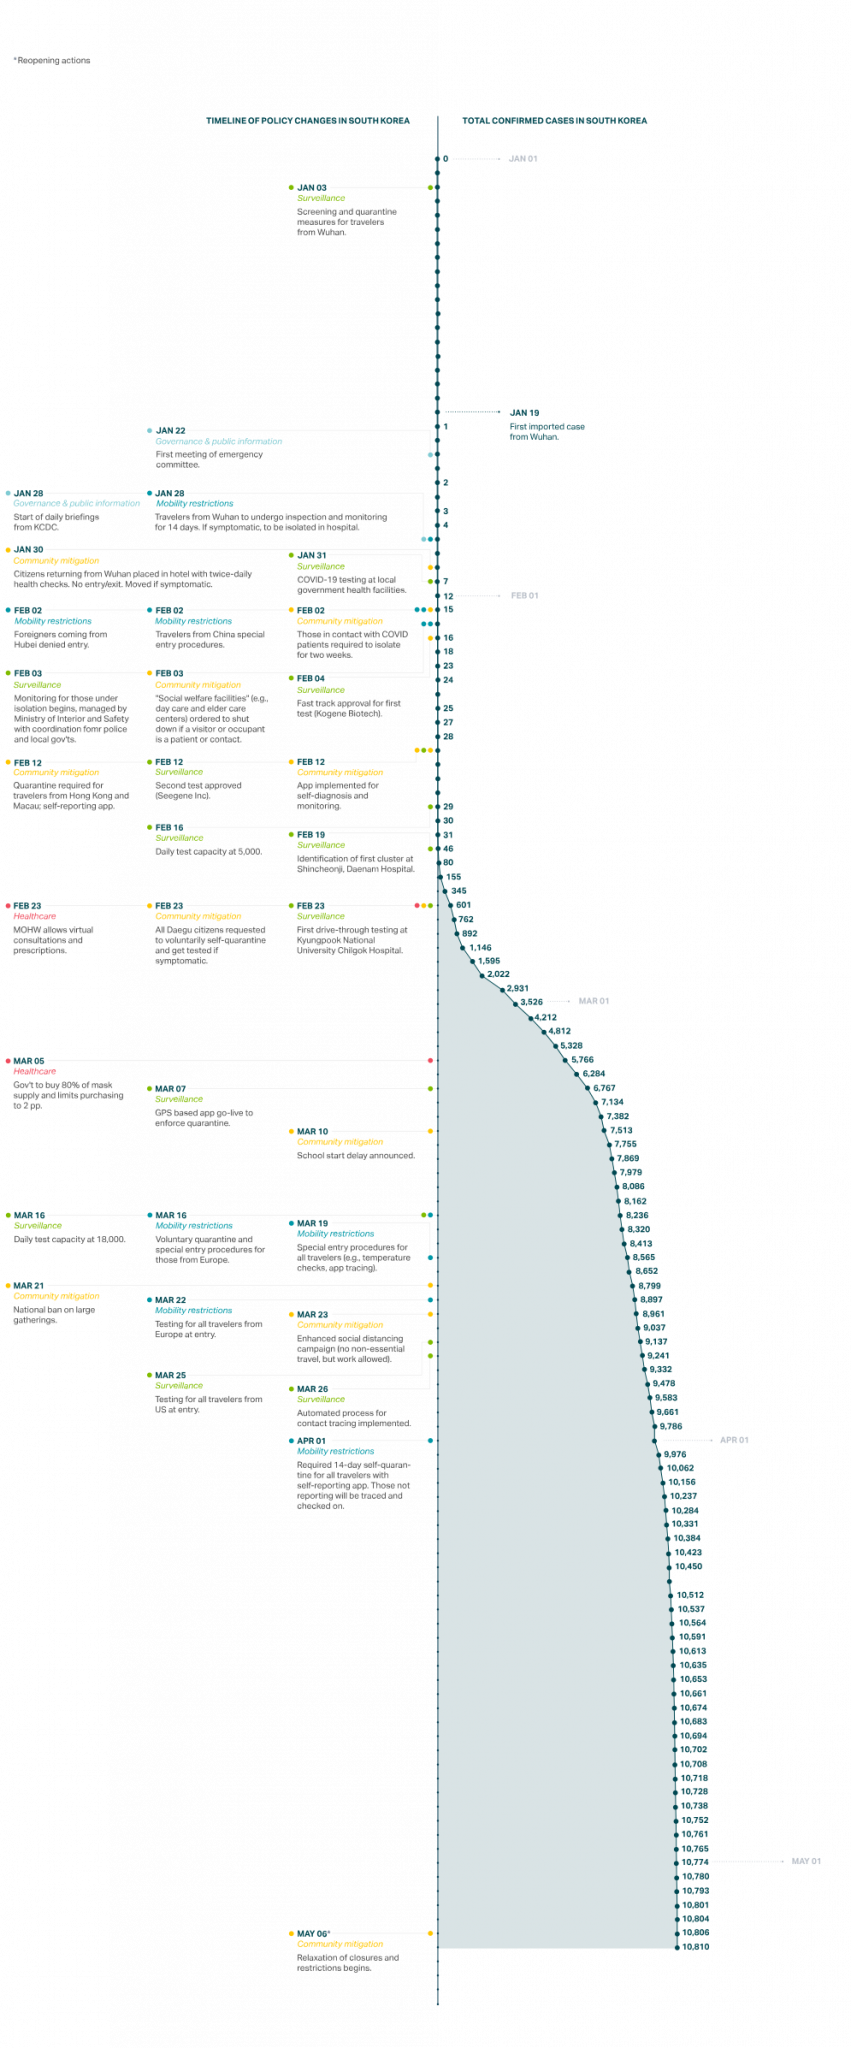 *Reopening actions
TIMELINE OF POLICY CHANGES IN SOUTH KOREA
TOTAL CONFIRMED CASES IN SOUTH KOREA
0
JAN 01
JAN 03
Surveillance
Screening and quarantine
measures for travelers
from Wuhan.
JAN 19
First imported case
from Wuhan.
1
JAN 22
Governance & public information
First meeting of emergency
committee.
2
JAN 28
Governance & public information
Start of daily briefings
from KCDC.
JAN 28
Mobility restrictions
Travelers from Wuhan to undergo inspection and monitoring
for 14 days. If symptomatic, to be isolated in hospital.
3
4
JAN 30
Community mitigation
Citizens returning from Wuhan placed in hotel with twice-daily
health checks. No entry/exit. Moved if symptomatic.
JAN 31
Surveillance
COVID-19 testing at local
government health facilities.
7
12
FEB 01
FEB 02
Mobility restrictions
Foreigners coming from
Hubei denied entry.
FEB 02
Mobility restrictions
Travelers from China special
entry procedures.
FEB 02
Community mitigation
Those in contact with COVID
patients required to isolate
for two weeks.
15
16
18
23
24
FEB 03
Surveillance
Monitoring for those under
isolation begins, managed by
Ministry of Interior and Safety
with coordination fomr police
and local gov'ts.
FEB 03
Community mitigation
"Social welfare facilities" (e.g.,
day care and elder care
centers) ordered to shut
down if a visitor or occupant
is a patient or contact.
FEB 04
Surveillance
Fast track approval for first
test (Kogene Biotech).
25
27
28
FEB 12
Community mitigation
Quarantine required for
travelers from Hong Kong and
Macau; self-reporting app.
FEB 12
Surveillance
Second test approved
(Seegene Inc).
FEB 12
Community mitigation
App implemented for
self-diagnosis and
monitoring.
29
30
31
46
80
155
345
FEB 16
Surveillance
Daily test capacity at 5,000.
FEB 19
Surveillance
Identification of first cluster at
Shincheonji, Daenam Hospital.
FEB 23
Healthcare
MOHW allows virtual
consultations and
prescriptions.
FEB 23
Community mitigation
All Daegu citizens requested
to voluntarily self-quarantine
and get tested if
symptomatic.
FEB 23
Surveillance
First drive-through testing at
Kyungpook National
University Chilgok Hospital.
601
762
892
1,146
1,595
2,022
2,931
3,526
MAR 01
4,212
4,812
5,328
5,766
6,284
6,767
7,134
7,382
7,513
7,755
7,869
7,979
8,086
8,162
MAR 05
Healthcare
Gov't to buy 80% of mask
supply and limits purchasing
to 2 pp.
MAR 07
Surveillance
GPS based app go-live to
enforce quarantine.
MAR 10
Community mitigation
School start delay announced.
MAR 16
Surveillance
Daily test capacity at 18,000.
MAR 16
Mobility restrictions
Voluntary quarantine and
special entry procedures for
those from Europe.
MAR 19
Mobility restrictions
Special entry procedures for
all travelers (e.g., temperature
checks, app tracing).
8,236
8,320
8,413
8,565
8,652
8,799
8,897
8,961
9,037
9,137
9,241
9,332
9,478
9,583
9,661
9,786
MAR 21
Community mitigation
National ban on large
gatherings.
MAR 22
Mobility restrictions
Testing for all travelers from
Europe at entry.
MAR 23
Community mitigation
Enhanced social distancing
campaign (no non-essential
travel, but work allowed).
MAR 25
Surveillance
Testing for all travelers from
US at entry.
MAR 26
Surveillance
Automated process for
contact tracing implemented.
APR 01
APR 01
Mobility restrictions
Required 14-day self-quaran-
tine for all travelers with
self-reporting app. Those not
reporting will be traced and
checked on.
9,976
10,062
10,156
10,237
10,284
10,331
10,384
10,423
10,450
10,512
10,537
10,564
10,591
10,613
10,635
10,653
10,661
10,674
10,683
10,694
10,702
10,708
10,718
10,728
10,738
10,752
10,761
10,765
10,774
MAY 01
10,780
10,793
10,801
10,804
10,806
10,810
MAY 06*
Community mitigation
Relaxation of closures and
restrictions begins.